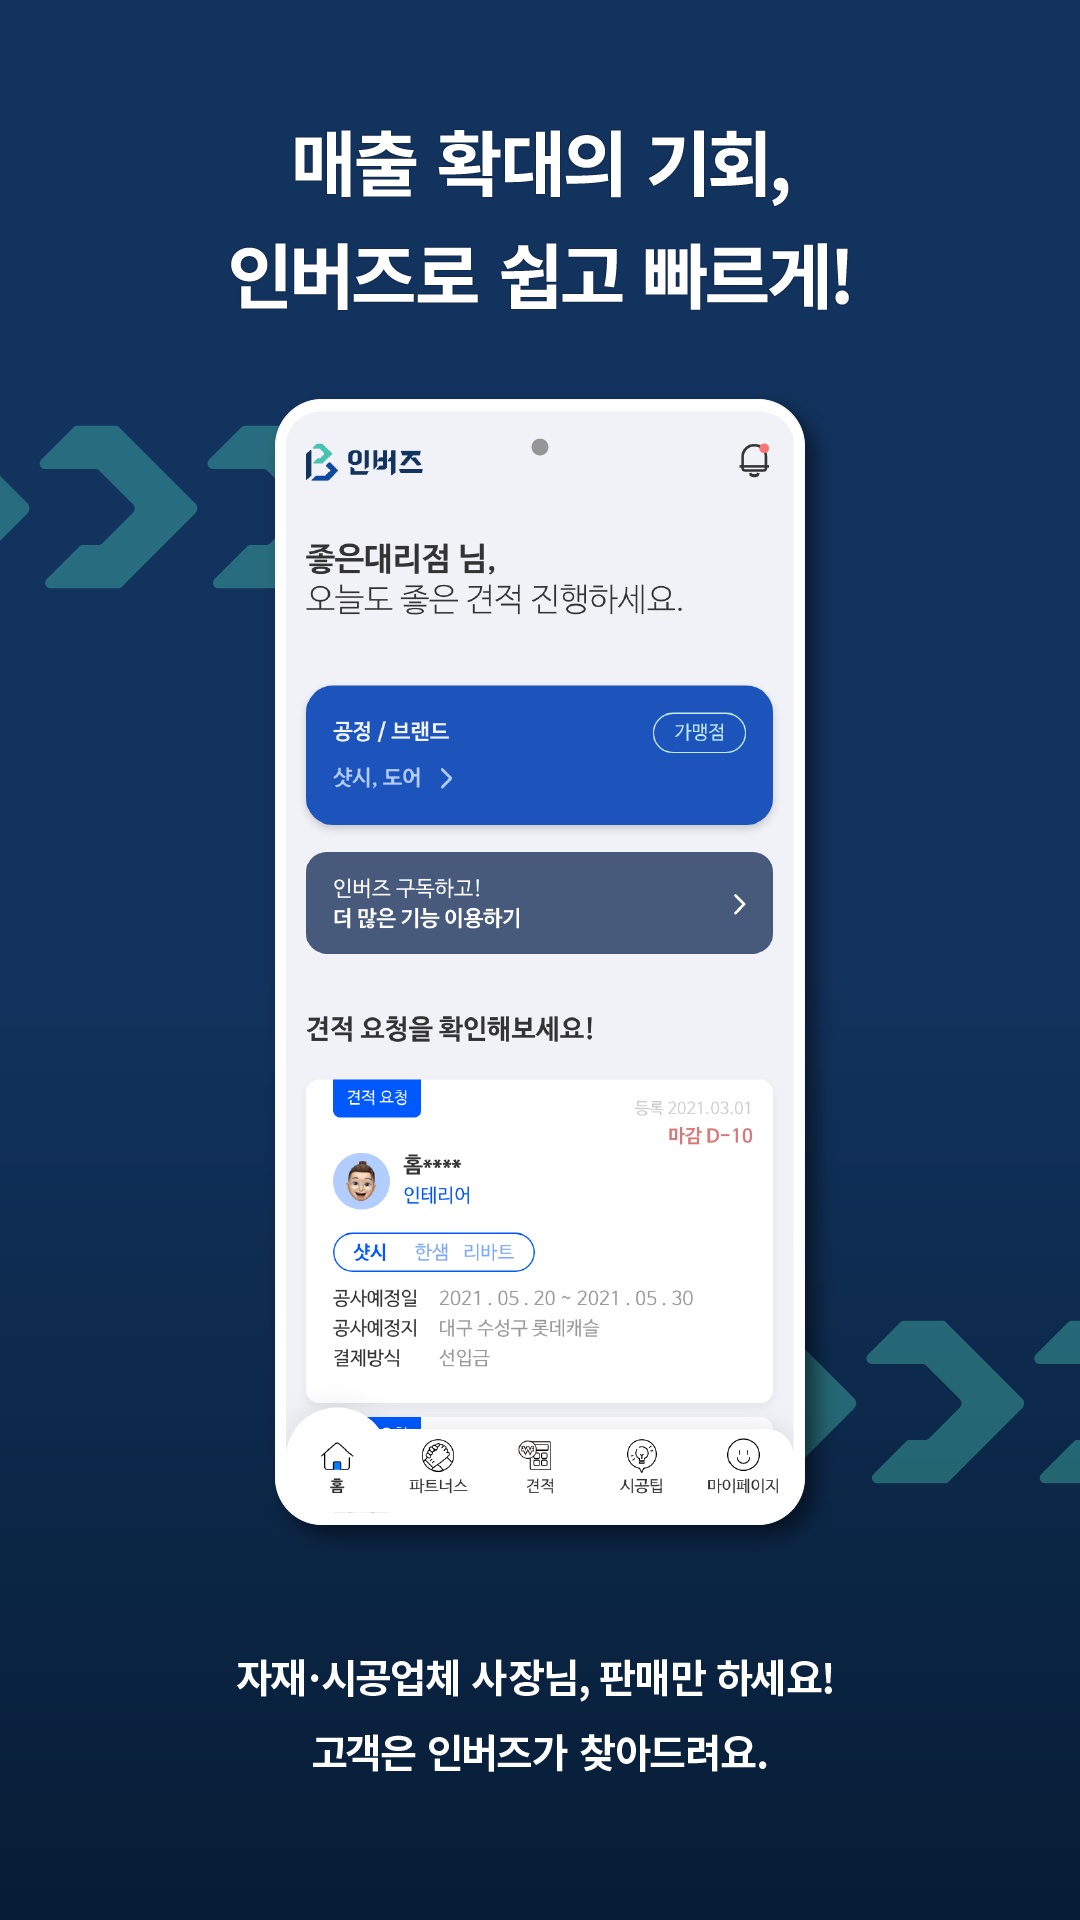 매출 확대의 기회,
인버즈로 쉽고 빠르게!
인버즈
좋은대리점 님,
오늘도 좋은 견적 진행하세요.
공정 / 브랜드
가맹점
샷시, 도어
인버즈 구독하고!
더 많은 기능 이용하기
견적 요청을 확인해보세요!
견적 요청
등록 2021.03.01
마감 D-10
홈****
인테리어
샷시 한샘 리바트
공사예정일 2021 . 05 . 20 ~ 2021 . 05 . 30
공사예정지 대구 수성구 롯데캐슬
결제방식 선입금
홈 파트너스 견적 시공팁 마이페이지
자재·시공업체 사장님, 판매만 하세요!
고객은 인버즈가 찾아드려요.